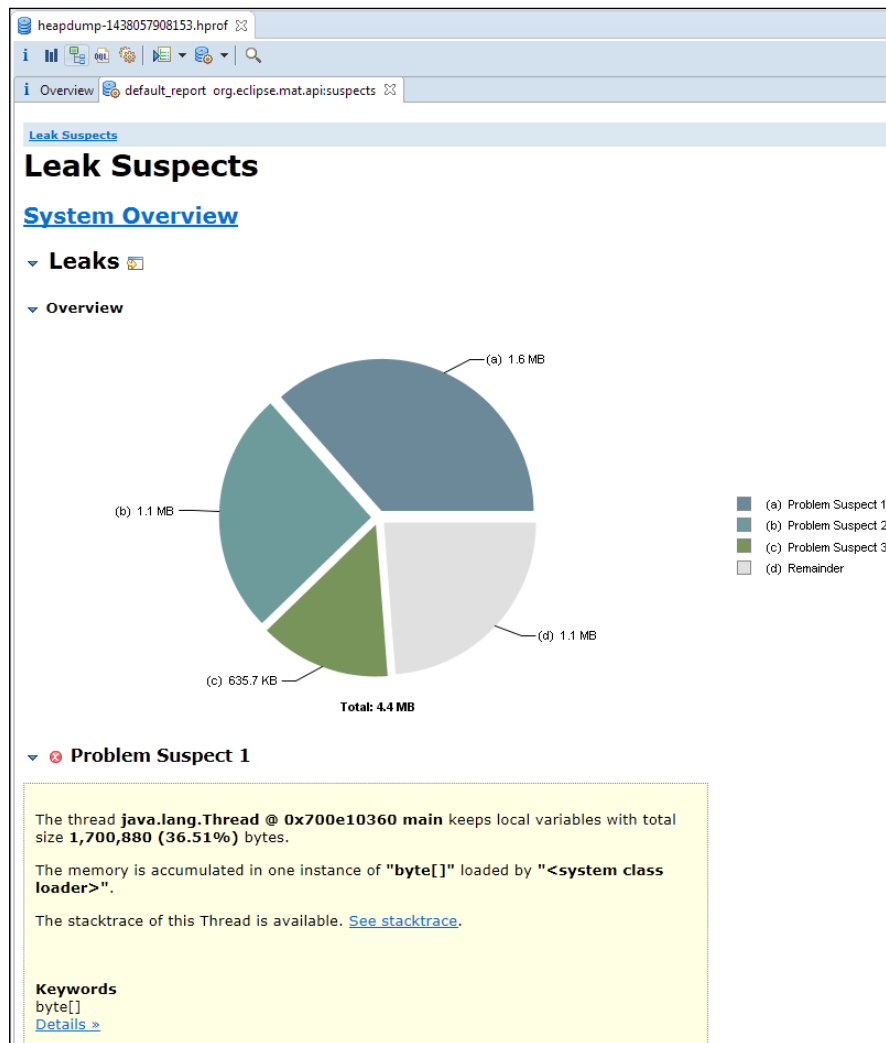 heapdump-1438057908153.hprof
i Overview default_report org.eclipse.mat.api:suspects
Leak Suspects
Leak Suspects
System Overview
Leaks
Overview
(a) 1.6 MB
(b) 1.1 MB
(c) 635.7 KB
(d) 1.1 MB
Total: 4.4 MB
(a) Problem Suspect 1
(b) Problem Suspect 2
(c) Problem Suspect 3
(d) Remainder
Problem Suspect 1
The thread java.lang.Thread @ 0x700e10360 main keeps local variables with total
size 1,700,880 (36.51%) bytes.
The memory is accumulated in one instance of "byte[]" loaded by "<system class
loader>".
The stacktrace of this Thread is available. See stacktrace.
Keywords
byte[]
Details »